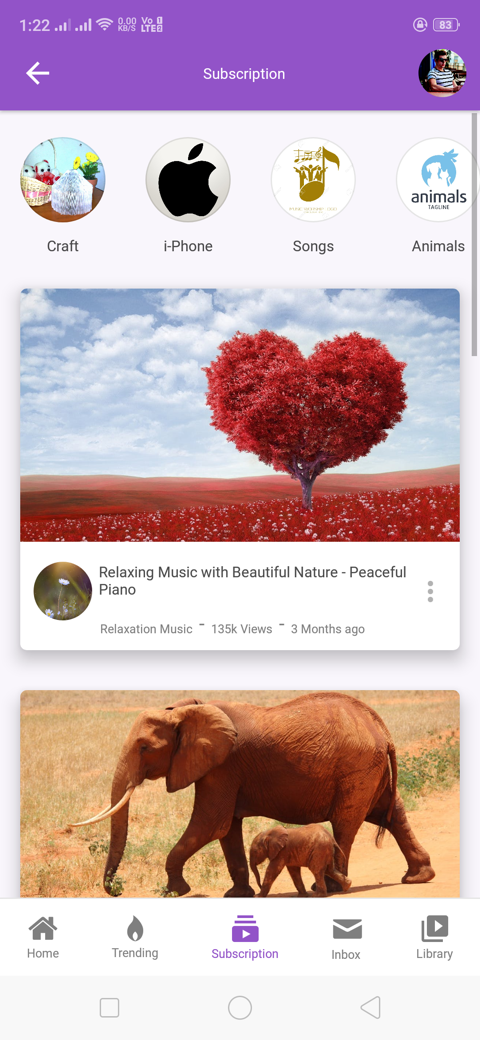 1:22 0.00 KB/S Vo LTE 83
Subscription
animals
TAGLINE
Craft i-Phone Songs Animals
Relaxing Music with Beautiful Nature - Peaceful
Piano
Relaxation Music - 135k Views - 3 Months ago
Home Trending Subscription Inbox Library